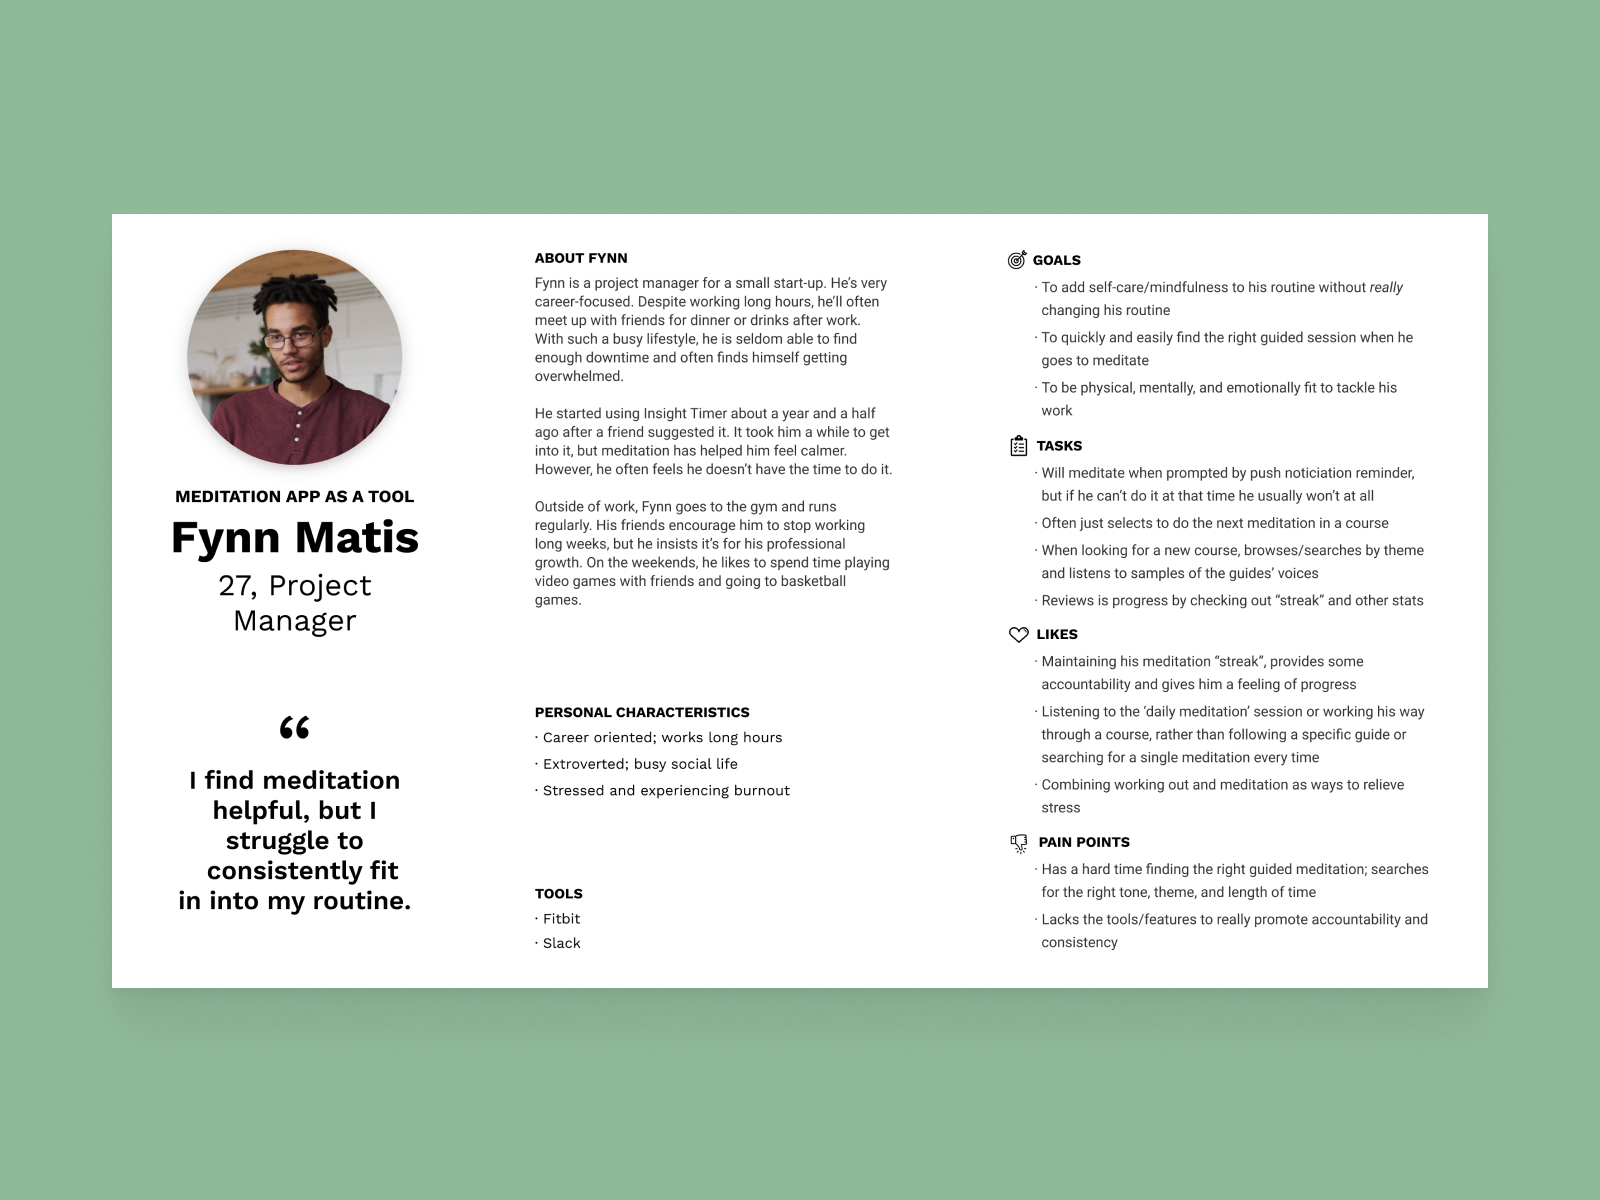 MEDITATION APP AS A TOOL
Fynn Matis
27, Project
Manager
“
I find meditation
helpful, but I
struggle to
consistently fit
in into my routine.
ABOUT FYNN
Fynn is a project manager for a small start-up. He’s very
career-focused. Despite working long hours, he’ll often
meet up with friends for dinner or drinks after work.
With such a busy lifestyle, he is seldom able to find
enough downtime and often finds himself getting
overwhelmed.
He started using Insight Timer about a year and a half
ago after a friend suggested it. It took him a while to get
into it, but meditation has helped him feel calmer.
However, he often feels he doesn’t have the time to do it.
Outside of work, Fynn goes to the gym and runs
regularly. His friends encourage him to stop working
long weeks, but he insists it’s for his professional
growth. On the weekends, he likes to spend time playing
video games with friends and going to basketball
games.
PERSONAL CHARACTERISTICS
· Career oriented; works long hours
· Extroverted; busy social life
· Stressed and experiencing burnout
TOOLS
· Fitbit
· Slack
GOALS
· To add self-care/mindfulness to his routine without really
changing his routine
· To quickly and easily find the right guided session when he
goes to meditate
· To be physical, mentally, and emotionally fit to tackle his
work
TASKS
· Will meditate when prompted by push noticiation reminder,
but if he can’t do it at that time he usually won’t at all
· Often just selects to do the next meditation in a course
· When looking for a new course, browses/searches by theme
and listens to samples of the guides’ voices
· Reviews is progress by checking out “streak” and other stats
LIKES
· Maintaining his meditation “streak”, provides some
accountability and gives him a feeling of progress
· Listening to the ‘daily meditation’ session or working his way
through a course, rather than following a specific guide or
searching for a single meditation every time
· Combining working out and meditation as ways to relieve
stress
PAIN POINTS
· Has a hard time finding the right guided meditation; searches
for the right tone, theme, and length of time
· Lacks the tools/features to really promote accountability and
consistency